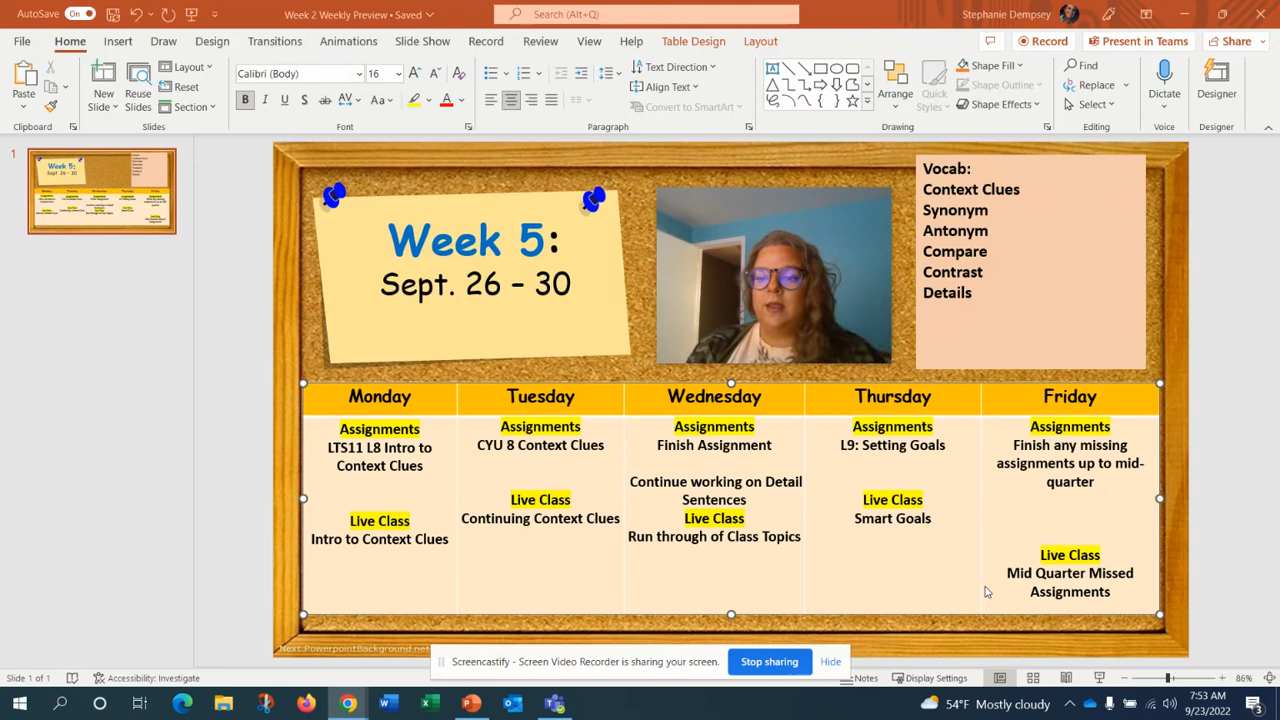 AutoSave On Week 2 Weekly Preview • Saved Search (Alt+Q) Stephanie Dempsey
File Home Insert Draw Design Transitions Animations Slide Show Record Review View Help Table Design Layout Record Present in Teams Share
Paste New Slide Reuse Slides Layout Reset Section Calibri (Body) 16 Text Direction Align Text Convert to SmartArt Arrange Quick Styles Shape Fill Shape Outline Shape Effects Find Replace Select Dictate Designer
Clipboard Slides Font Paragraph Drawing Editing Voice Designer
1
Week 5:
Sept. 26 – 30
Vocab:
Context Clues
Synonym
Antonym
Compare
Contrast
Details
Monday
Assignments
LTS11 L8 Intro to
Context Clues
Live Class
Intro to Context Clues
Tuesday
Assignments
CYU 8 Context Clues
Live Class
Continuing Context Clues
Wednesday
Assignments
Finish Assignment
Continue working on Detail
Sentences
Live Class
Run through of Class Topics
Thursday
Assignments
L9: Setting Goals
Live Class
Smart Goals
Friday
Assignments
Finish any missing
assignments up to mid-
quarter
Live Class
Mid Quarter Missed
Assignments
Next.PowerpointBackground.net
Screencastify - Screen Video Recorder is sharing your screen. Stop sharing Hide
Slide 1 of 1 Accessibility: Investigate Notes Display Settings 86%
54°F Mostly cloudy 7:53 AM
9/23/2022 3